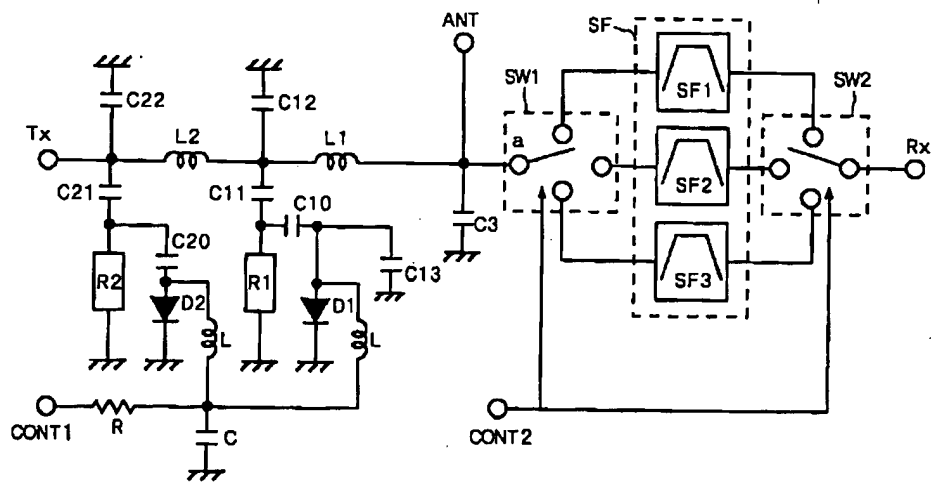 ANT
SF
SW1
SF1
SW2
C22
C12
Tx
L2
L1
a
Rx
C21
C11
SF2
C10
C3
C20
C13
R2
R1
SF3
D2
D1
L
L
CONT1
R
C
CONT2